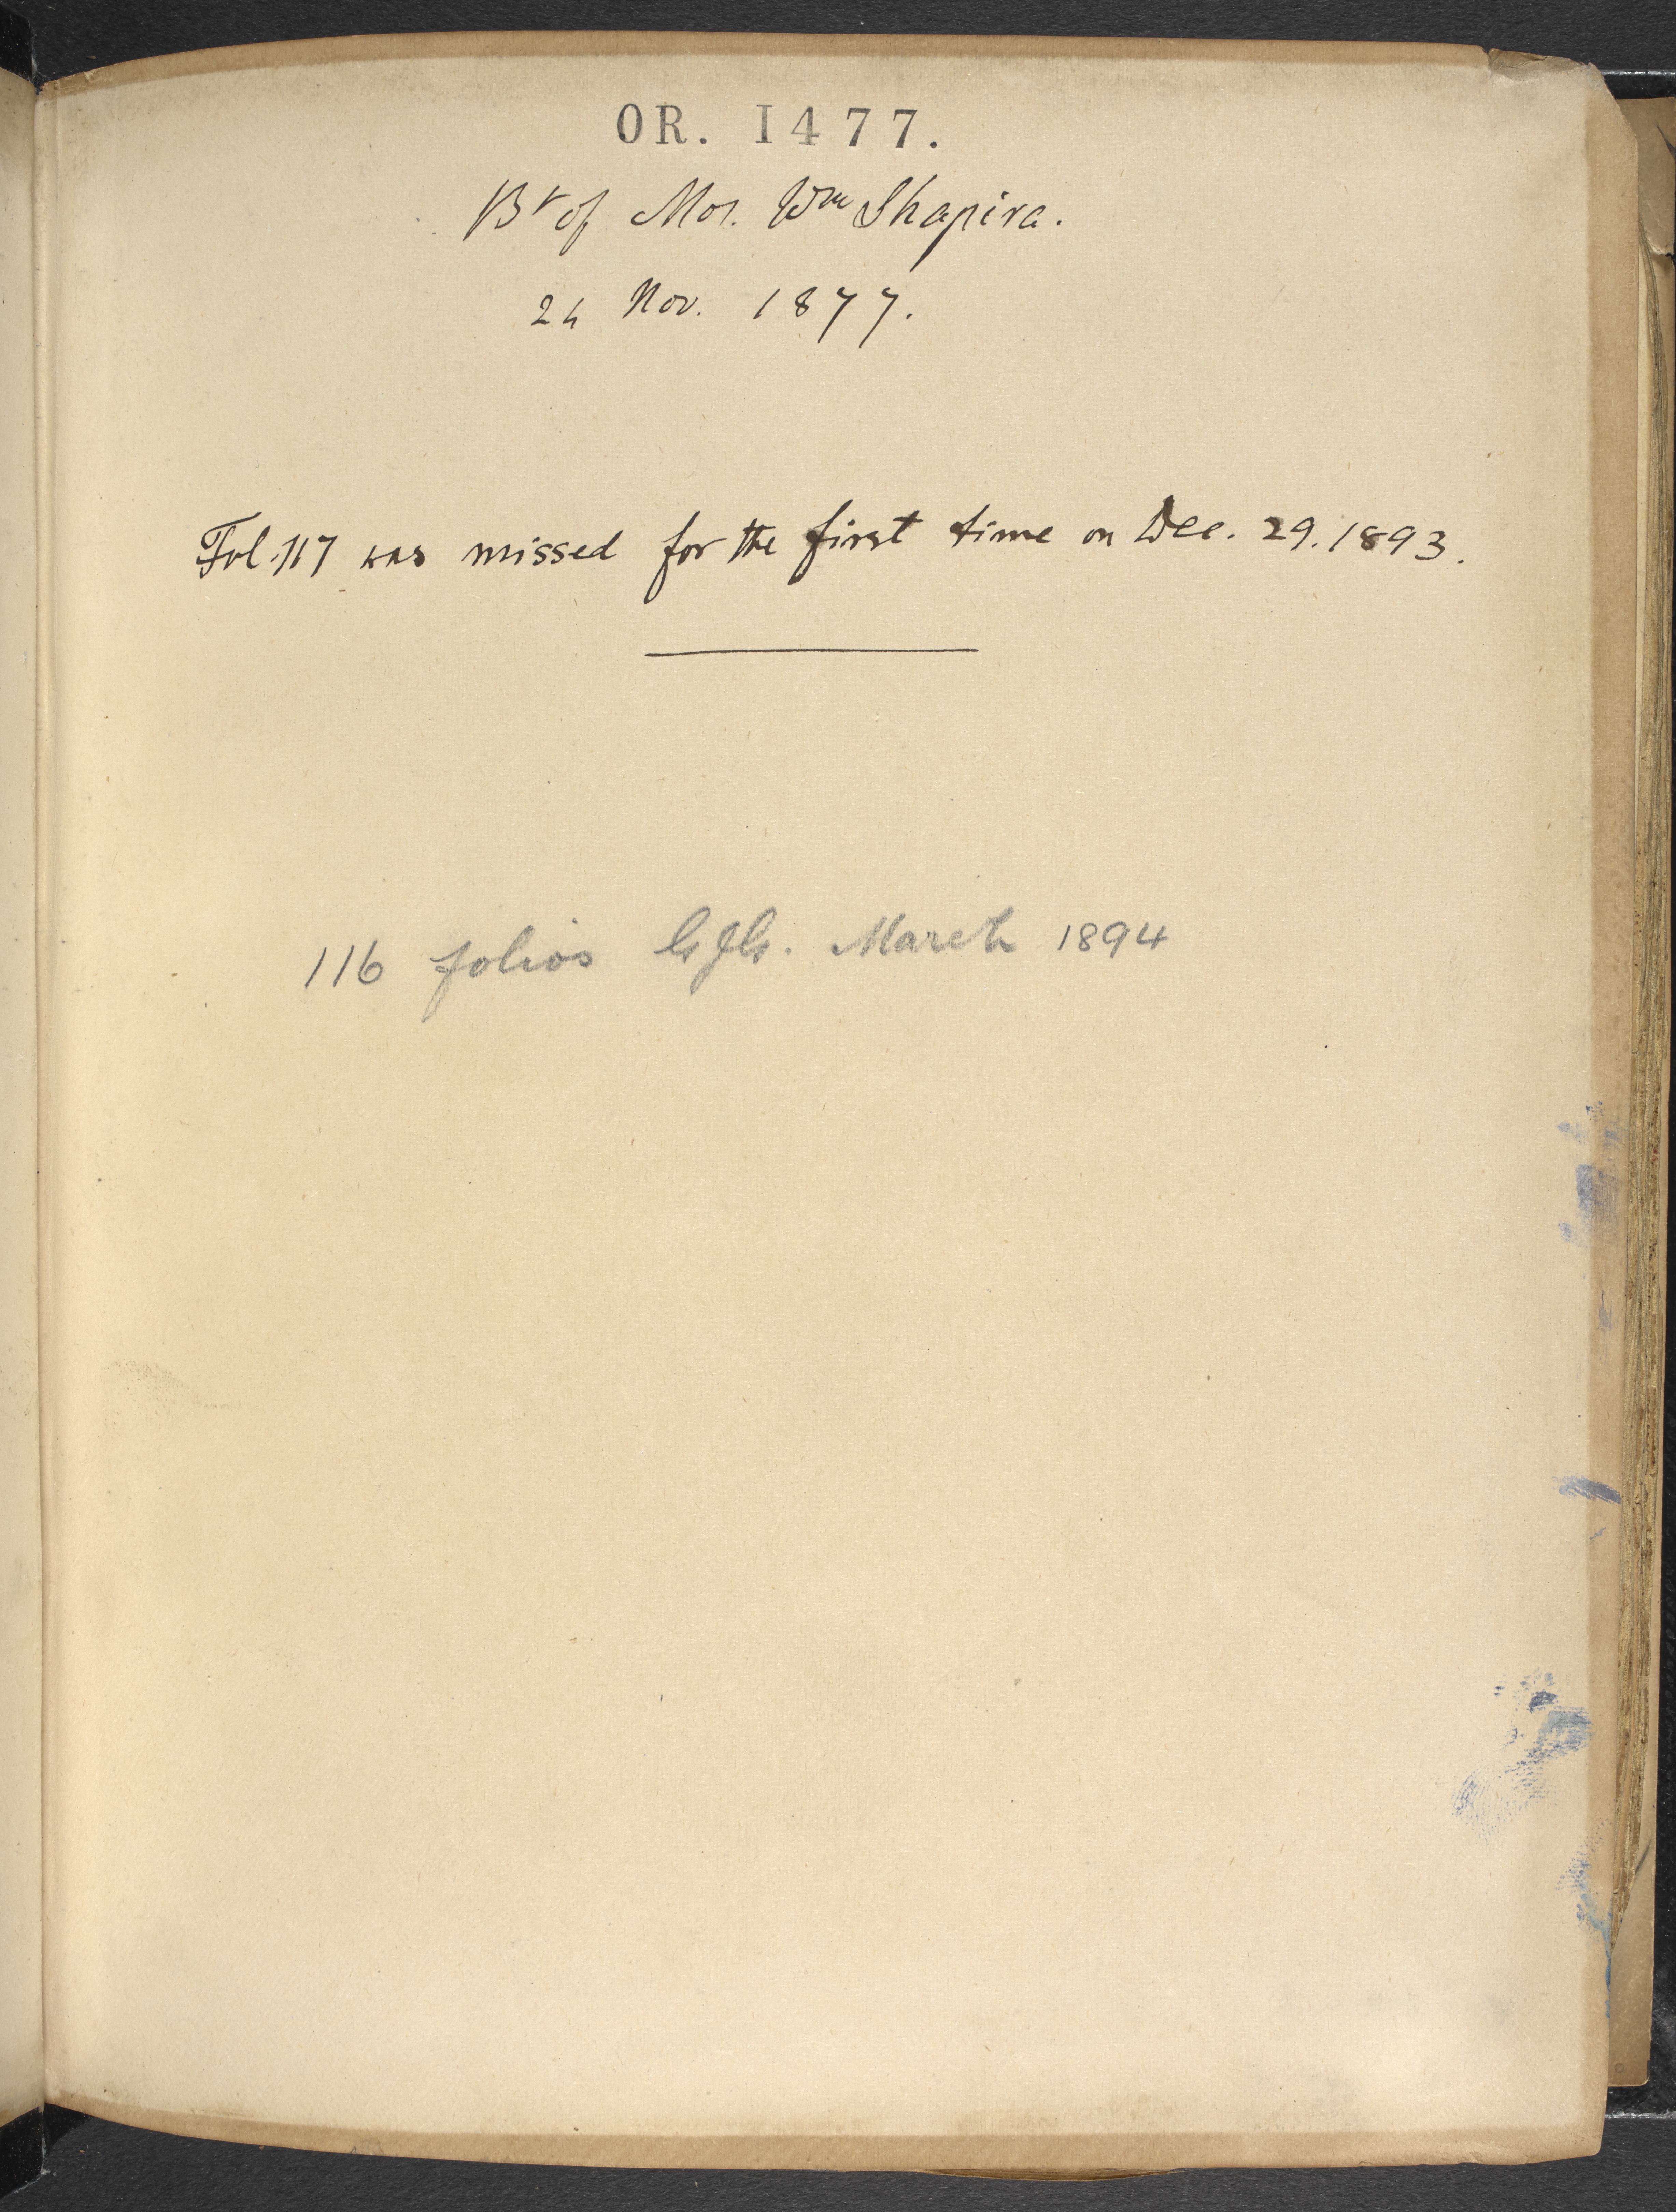 OR. 1477.
Bt of Mos. Wm Shapira.
24 Nov. 1877.
Fol. 117 was missed for the first time on Dec. 29. 1893.
116 folios March 1894